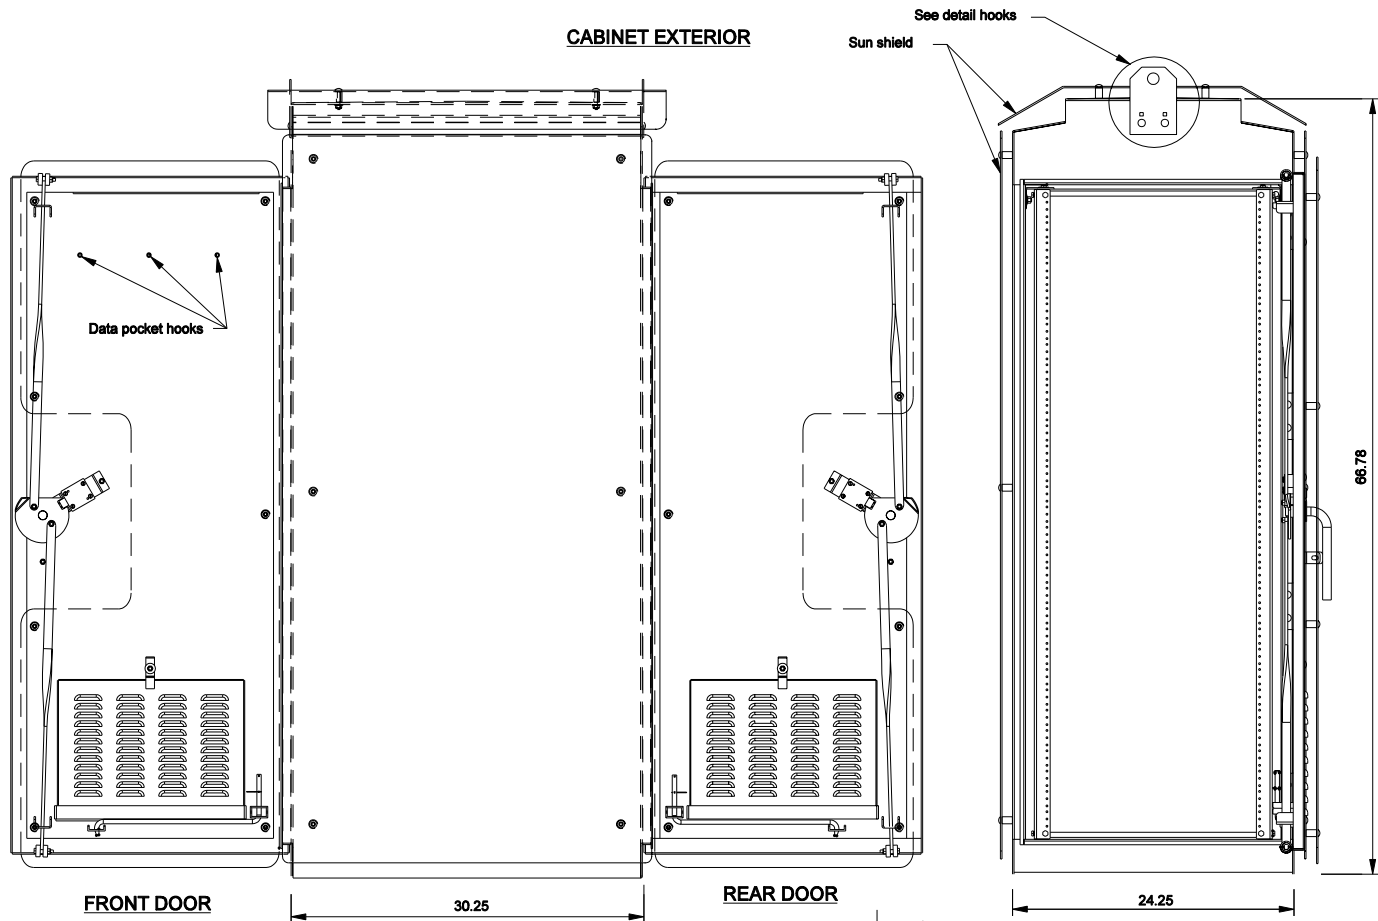 See detail hooks
CABINET EXTERIOR
Sun shield
Data pocket hooks
66.78
FRONT DOOR
30.25
REAR DOOR
24.25